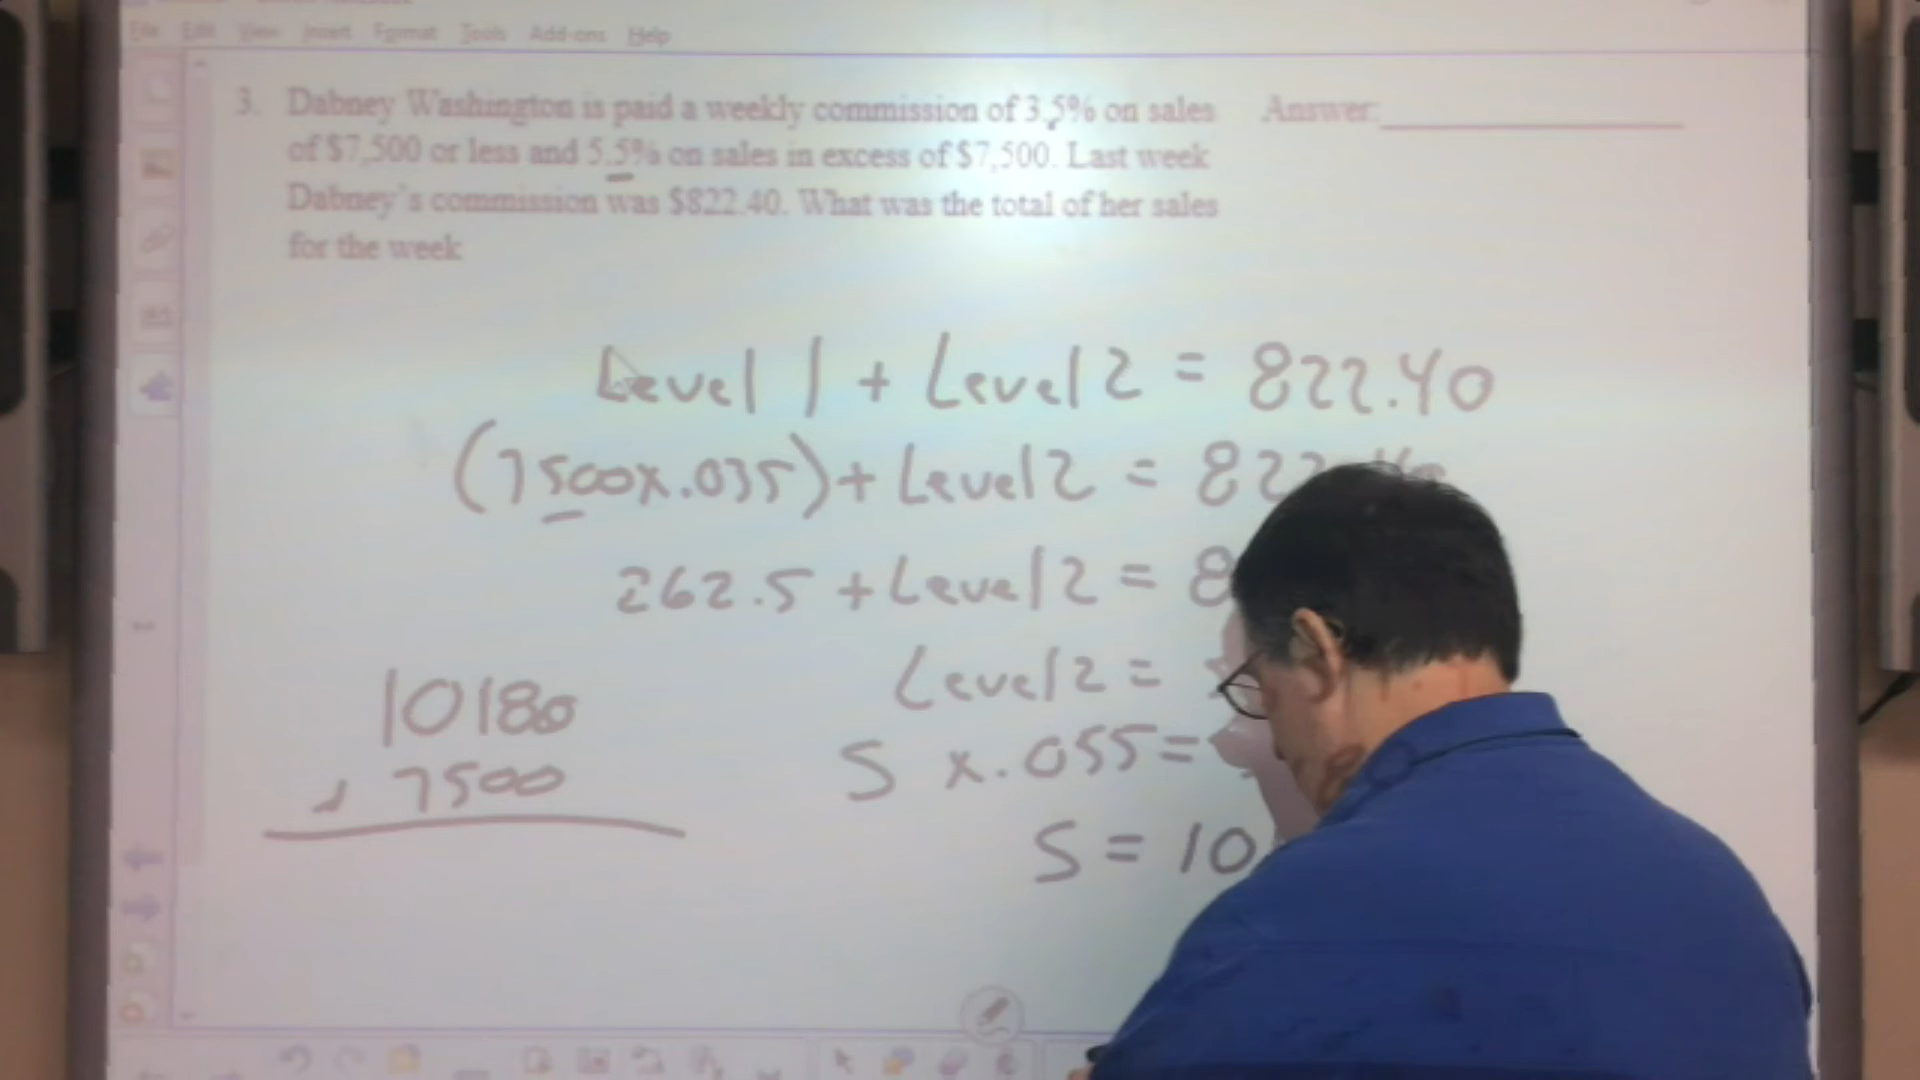 File Edit View Insert Format Tools Add-ons Help
3. Dabney Washington is paid a weekly commission of 3.5% on sales
of $7,500 or less and 5.5% on sales in excess of $7,500. Last week
Dabney's commission was $822.40. What was the total of her sales
for the week
Answer:
Level 1 + Level 2 = 822.40
(7500x.035) + Level 2 = 822
262.5 + Level 2 = 8
Level 2 =
S x .055 =
S = 10
10180
7500